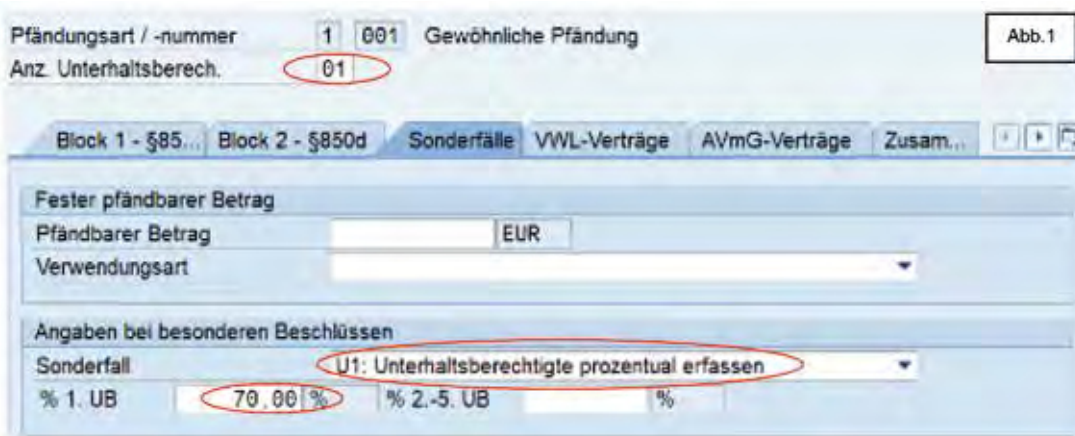 Pfändungsart / -nummer 1 001 Gewöhnliche Pfändung
Abb.1
Anz. Unterhaltsberech. 01
Block 1 - §85... Block 2 - §850d Sonderfälle VWL-Verträge AVmG-Verträge Zusam...
Fester pfändbarer Betrag
Pfändbarer Betrag EUR
Verwendungsart
Angaben bei besonderen Beschlüssen
Sonderfall U1: Unterhaltsberechtigte prozentual erfassen
% 1. UB 70,00 % % 2.-5. UB %